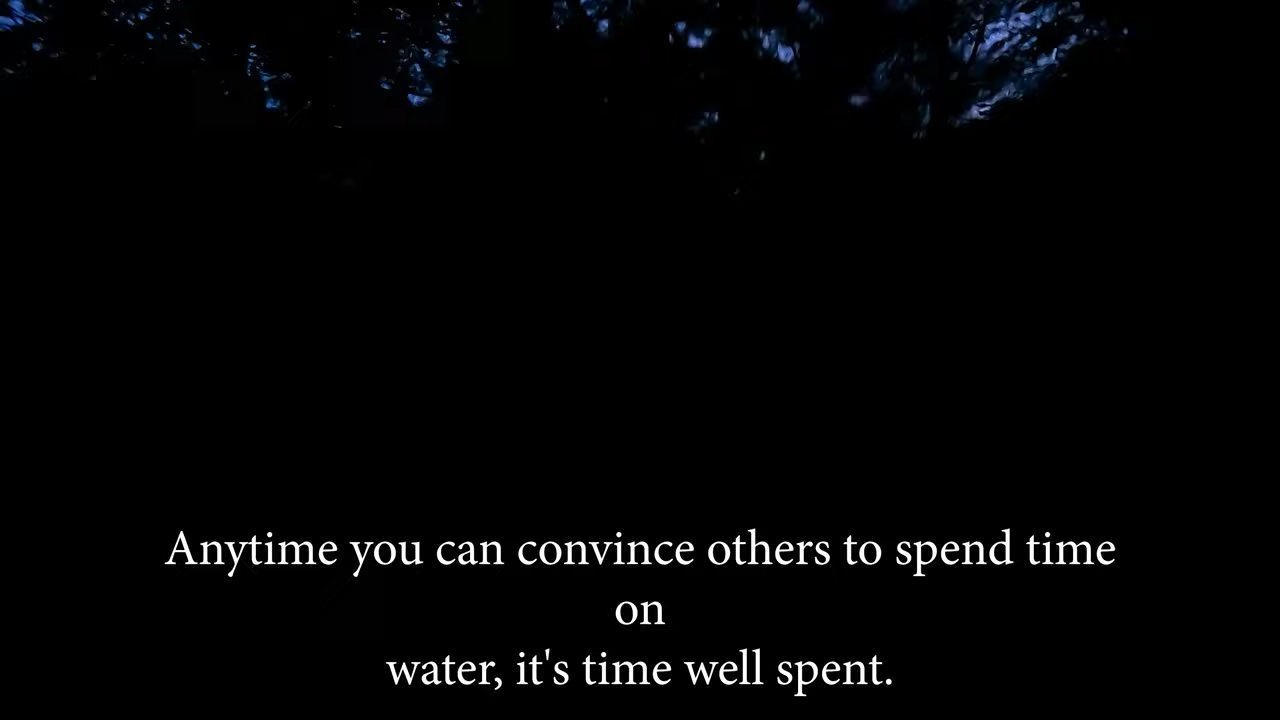 Anytime you can convince others to spend time
on
water, it's time well spent.